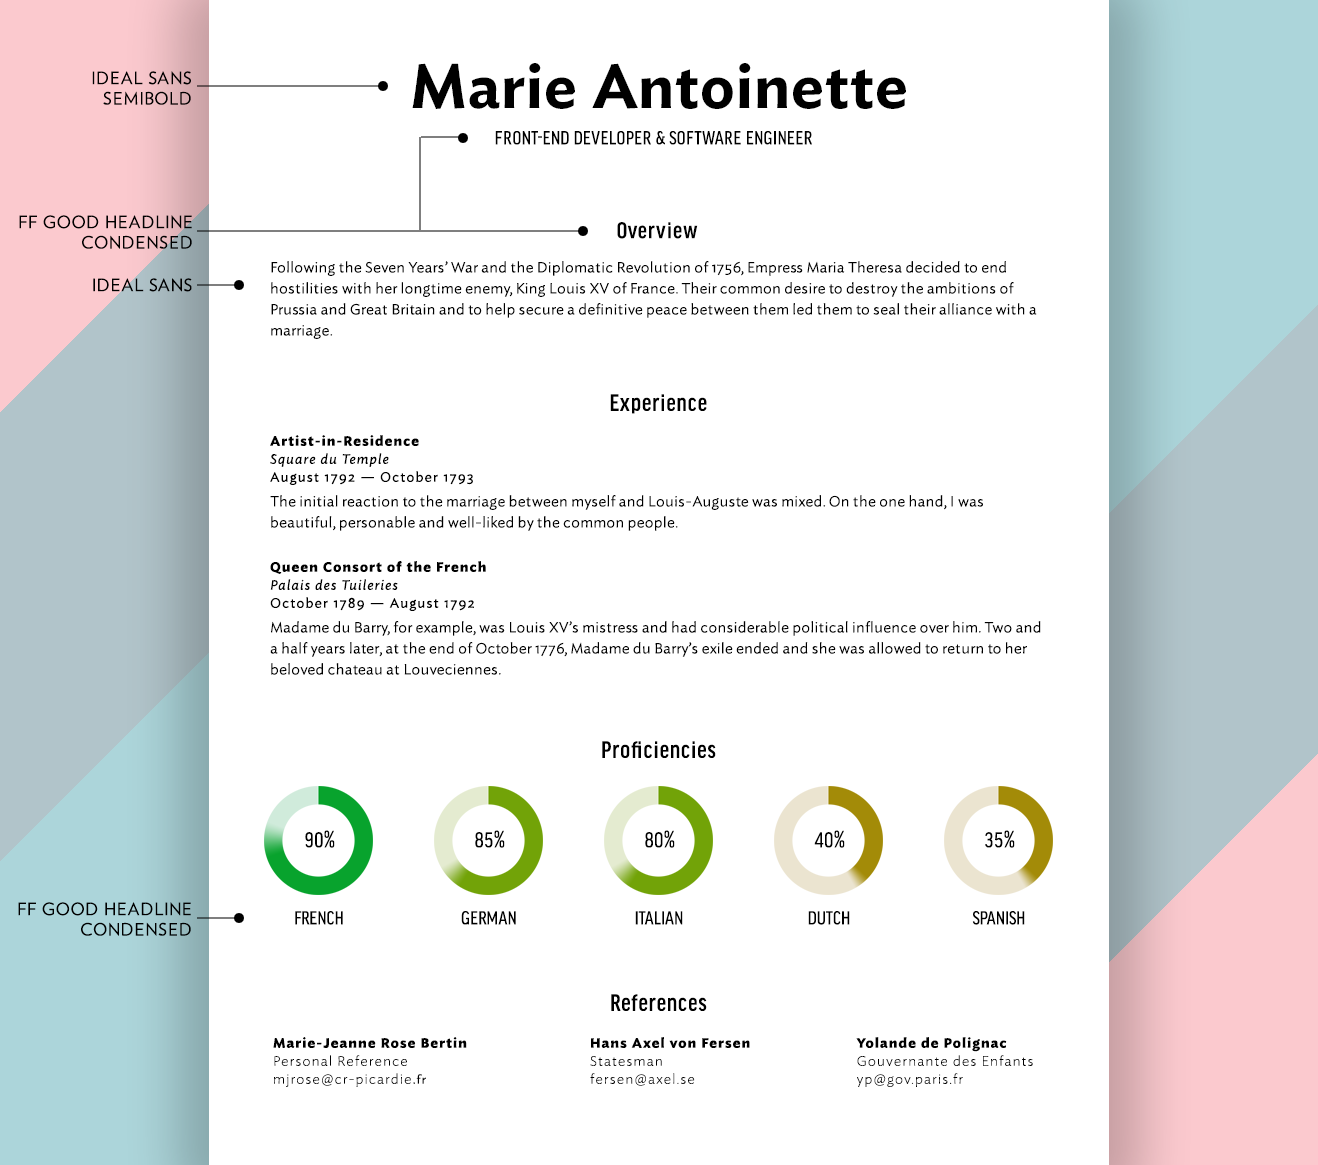 IDEAL SANS
SEMIBOLD
Marie Antoinette
FRONT-END DEVELOPER & SOFTWARE ENGINEER
FF GOOD HEADLINE
CONDENSED
Overview
IDEAL SANS
Following the Seven Years’ War and the Diplomatic Revolution of 1756, Empress Maria Theresa decided to end
hostilities with her longtime enemy, King Louis XV of France. Their common desire to destroy the ambitions of
Prussia and Great Britain and to help secure a definitive peace between them led them to seal their alliance with a
marriage.
Experience
Artist-in-Residence
Square du Temple
August 1792 — October 1793
The initial reaction to the marriage between myself and Louis-Auguste was mixed. On the one hand, I was
beautiful, personable and well-liked by the common people.
Queen Consort of the French
Palais des Tuileries
October 1789 — August 1792
Madame du Barry, for example, was Louis XV’s mistress and had considerable political influence over him. Two and
a half years later, at the end of October 1776, Madame du Barry’s exile ended and she was allowed to return to her
beloved chateau at Louveciennes.
Proficiencies
90% 85% 80% 40% 35%
FRENCH GERMAN ITALIAN DUTCH SPANISH
FF GOOD HEADLINE
CONDENSED
References
Marie-Jeanne Rose Bertin
Personal Reference
mjrose@cr-picardie.fr
Hans Axel von Fersen
Statesman
fersen@axel.se
Yolande de Polignac
Gouvernante des Enfants
yp@gov.paris.fr